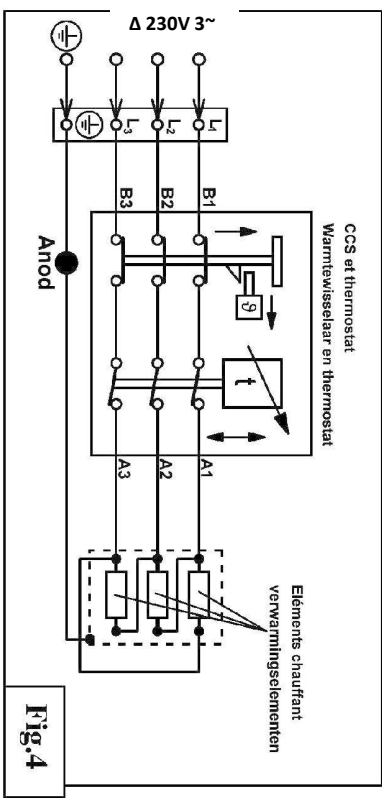 Δ 230V 3~
L1
L2
L3
B1
B2
B3
CCS et thermostat
Warmtewisselaar en thermostat
ϑ
t
A1
A2
A3
Anod
Eléments chauffant
verwarmingselementen
Fig.4